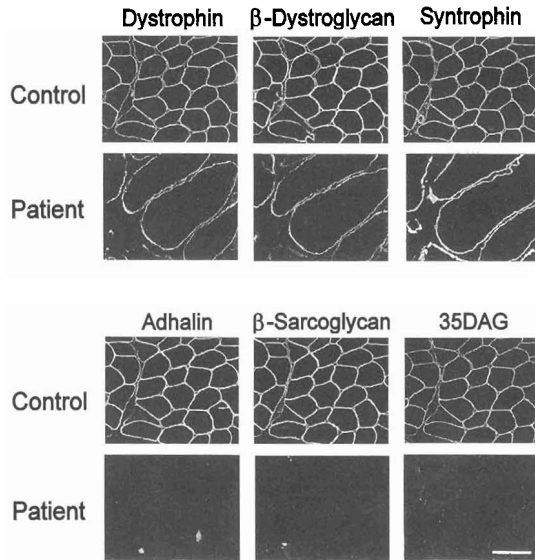 Dystrophin β-Dystroglycan Syntrophin
Control
Patient
Adhalin β-Sarcoglycan 35DAG
Control
Patient